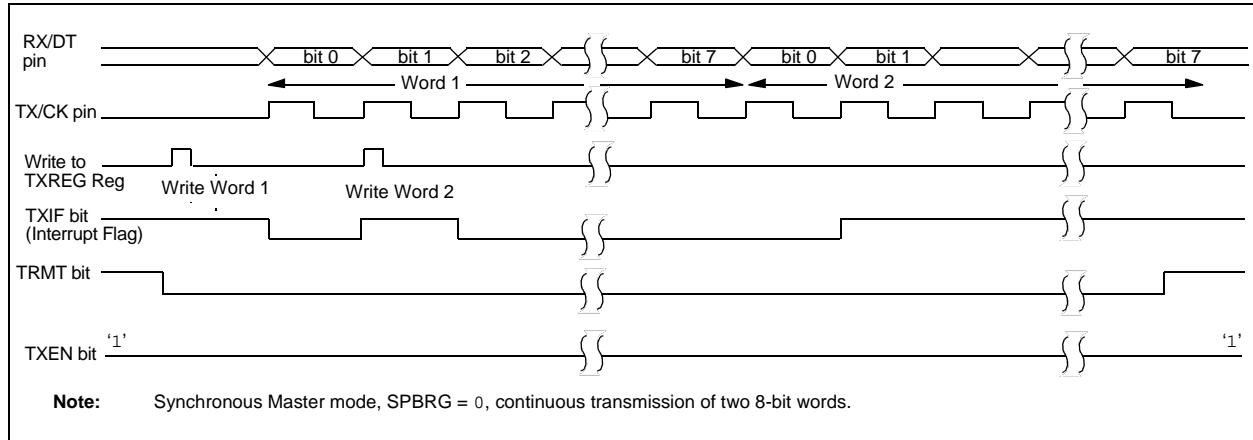 RX/DT
pin
bit 0 bit 1 bit 2 bit 7 bit 0 bit 1 bit 7
Word 1 Word 2
TX/CK pin
Write to
TXREG Reg
Write Word 1 Write Word 2
TXIF bit
(Interrupt Flag)
TRMT bit
TXEN bit '1' '1'
Note: Synchronous Master mode, SPBRG = 0, continuous transmission of two 8-bit words.